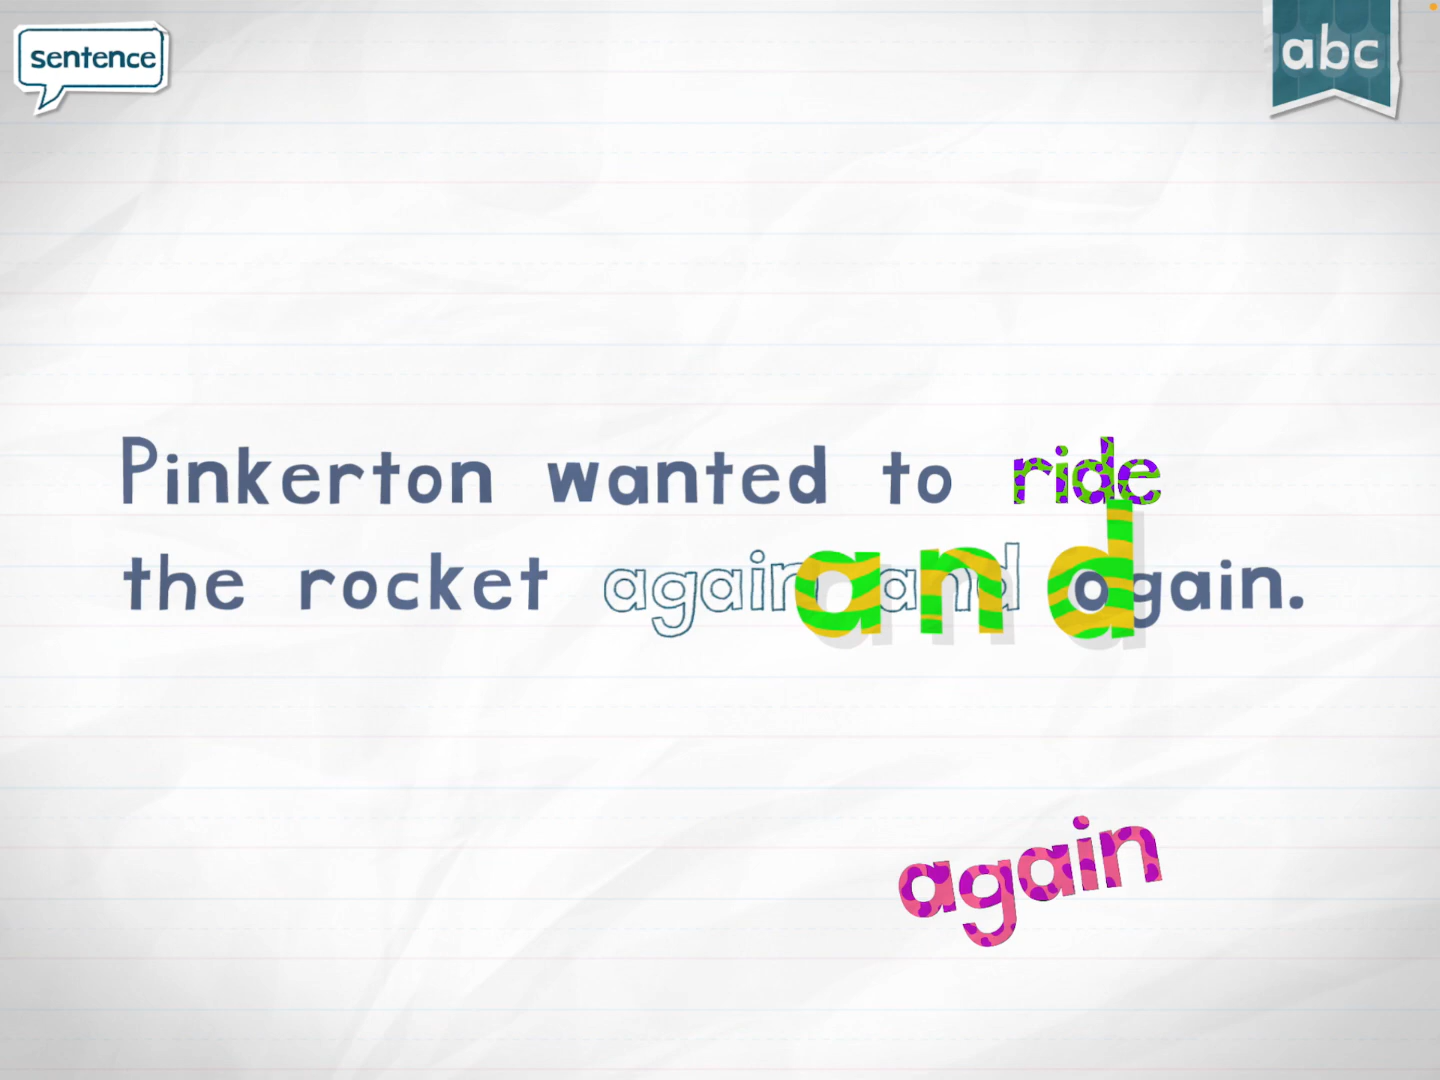 sentence
abc
Pinkerton wanted to ride
the rocket again and again.
and
again